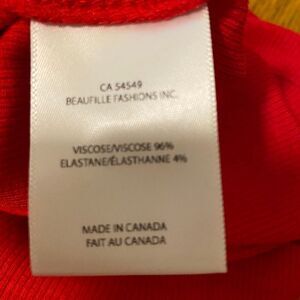 CA 54549
BEAUFILLE FASHIONS INC.
VISCOSE/VISCOSE 96%
ELASTANE/ÉLASTHANNE 4%
MADE IN CANADA
FAIT AU CANADA